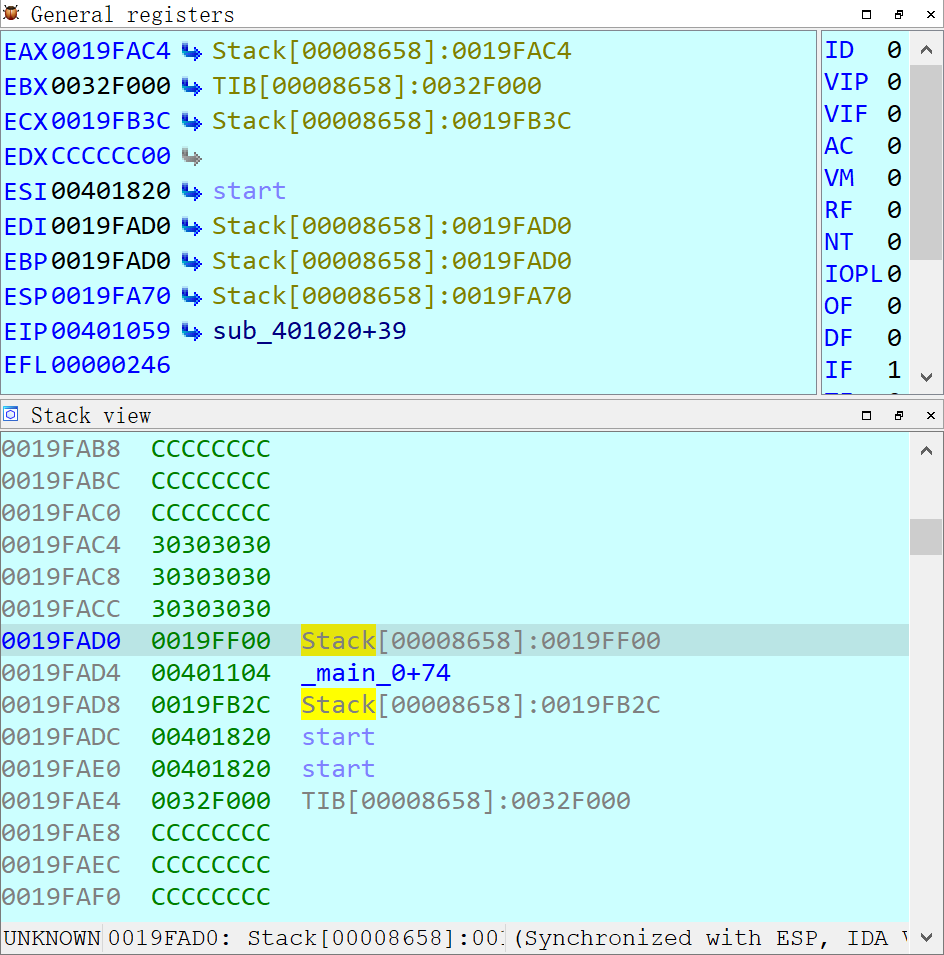 General registers
EAX 0019FAC4 Stack[00008658]:0019FAC4
EBX 0032F000 TIB[00008658]:0032F000
ECX 0019FB3C Stack[00008658]:0019FB3C
EDX CCCCCC00
ESI 00401820 start
EDI 0019FAD0 Stack[00008658]:0019FAD0
EBP 0019FAD0 Stack[00008658]:0019FAD0
ESP 0019FA70 Stack[00008658]:0019FA70
EIP 00401059 sub_401020+39
EFL 00000246
ID 0
VIP 0
VIF 0
AC 0
VM 0
RF 0
NT 0
IOPL 0
OF 0
DF 0
IF 1
Stack view
0019FAB8 CCCCCCCC
0019FABC CCCCCCCC
0019FAC0 CCCCCCCC
0019FAC4 30303030
0019FAC8 30303030
0019FACC 30303030
0019FAD0 0019FF00 Stack[00008658]:0019FF00
0019FAD4 00401104 _main_0+74
0019FAD8 0019FB2C Stack[00008658]:0019FB2C
0019FADC 00401820 start
0019FAE0 00401820 start
0019FAE4 0032F000 TIB[00008658]:0032F000
0019FAE8 CCCCCCCC
0019FAEC CCCCCCCC
0019FAF0 CCCCCCCC
UNKNOWN 0019FAD0: Stack[00008658]:00 (Synchronized with ESP, IDA